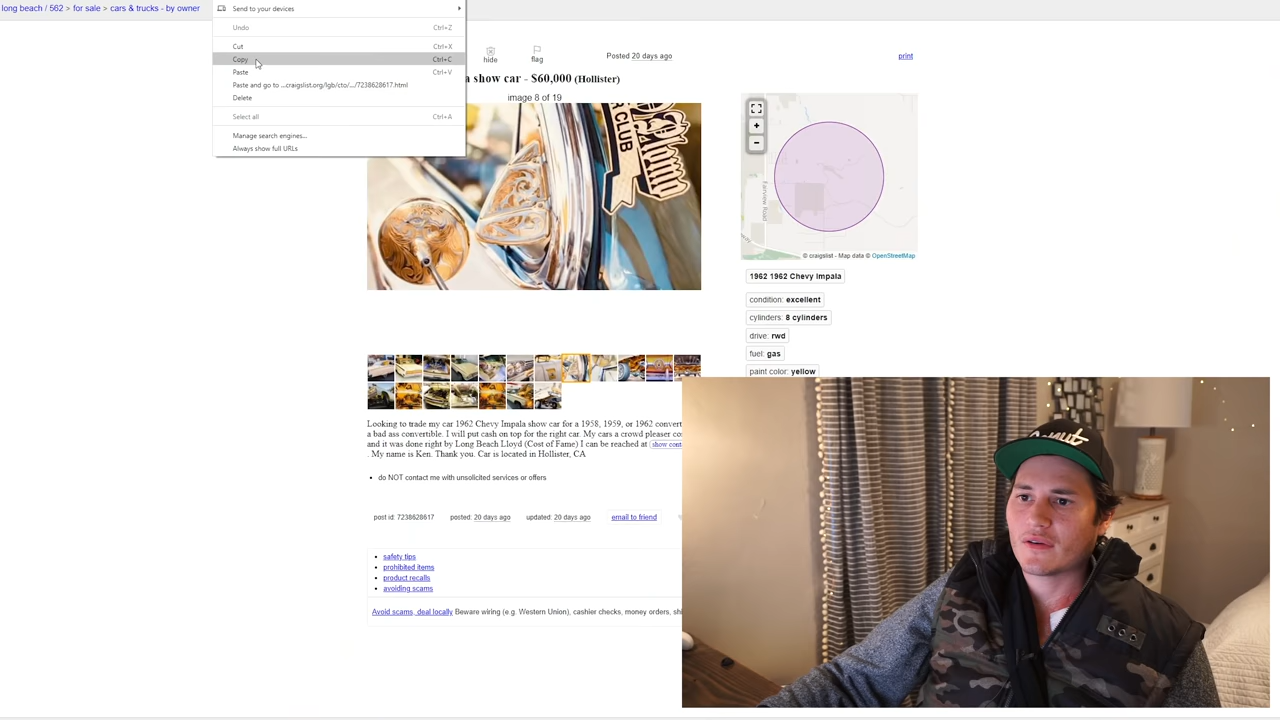 long beach / 562 > for sale > cars & trucks - by owner
Send to your devices
Undo Ctrl+Z
Cut Ctrl+X
Copy Ctrl+C
Paste Ctrl+V
Paste and go to ...craigslist.org/lgb/cto/.../7238628617.html
Delete
Select all Ctrl+A
Manage search engines...
Always show full URLs
hide
flag
Posted 20 days ago
print
a show car - $60,000 (Hollister)
image 8 of 19
CLUB
Fairview Road
© craigslist - Map data © OpenStreetMap
1962 1962 Chevy Impala
condition: excellent
cylinders: 8 cylinders
drive: rwd
fuel: gas
paint color: yellow
Looking to trade my car 1962 Chevy Impala show car for a 1958, 1959, or 1962 convert
a bad ass convertible. I will put cash on top for the right car. My cars a crowd pleaser co
and it was done right by Long Beach Lloyd (Cost of Fame) I can be reached at show cont
. My name is Ken. Thank you. Car is located in Hollister, CA
• do NOT contact me with unsolicited services or offers
post id: 7238628617 posted: 20 days ago updated: 20 days ago email to friend
• safety tips
• prohibited items
• product recalls
• avoiding scams
Avoid scams, deal locally Beware wiring (e.g. Western Union), cashier checks, money orders, shi